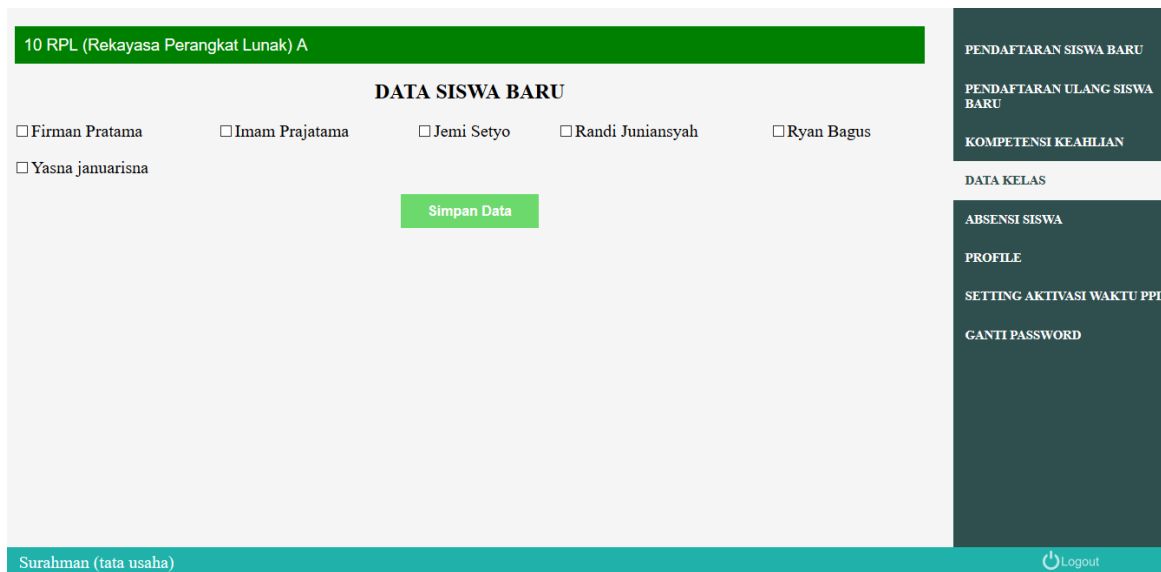 10 RPL (Rekayasa Perangkat Lunak) A
DATA SISWA BARU
Firman Pratama
Imam Prajatama
Jemi Setyo
Randi Juniansyah
Ryan Bagus
Yasna januarisna
Simpan Data
PENDAFTARAN SISWA BARU
PENDAFTARAN ULANG SISWA
BARU
KOMPETENSI KEAHLIAN
DATA KELAS
ABSENSI SISWA
PROFILE
SETTING AKTIVASI WAKTU
GANTI PASSWORD
Surahman (tata usaha)
Logout